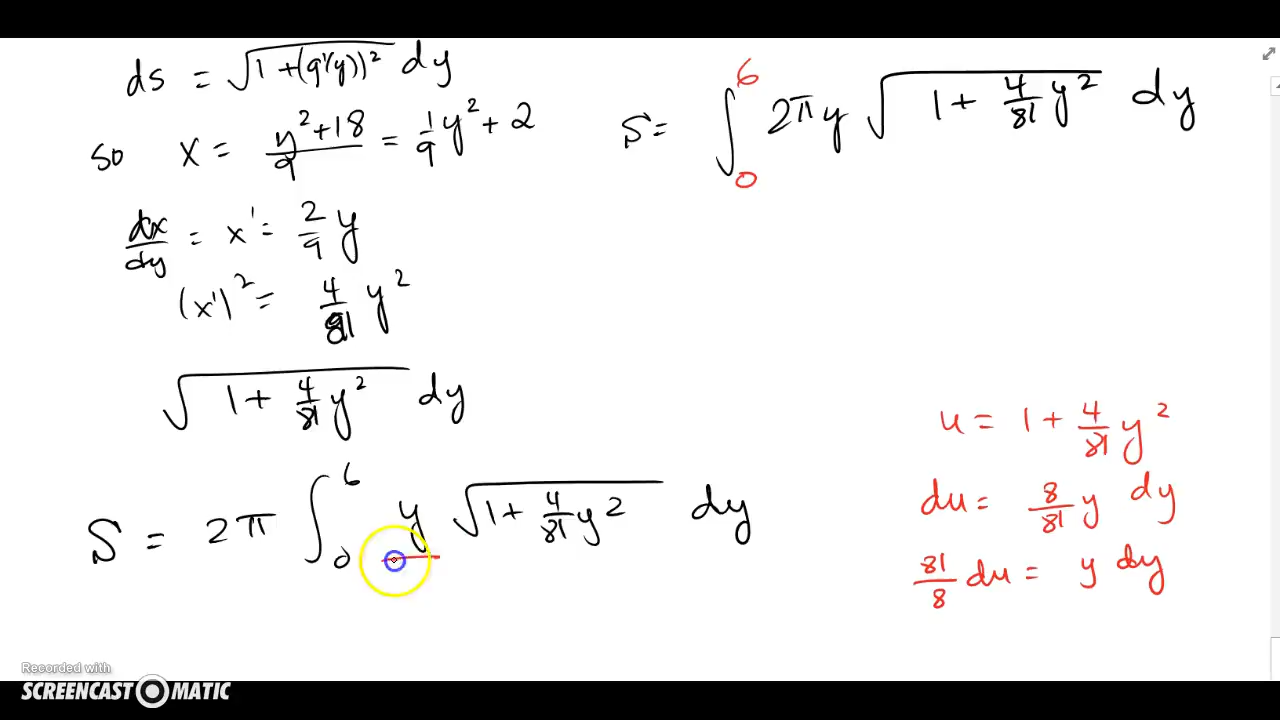 ds = √(1 + (g'(y))²) dy
so x = (y² + 18)/9 = 1/9 y² + 2
dx/dy = x' = 2/9 y
(x')² = 4/81 y²
√(1 + 4/81 y²) dy
S = 2π ∫₀⁶ y √(1 + 4/81 y²) dy
S = ∫₀⁶ 2πy √(1 + 4/81 y²) dy
u = 1 + 4/81 y²
du = 8/81 y dy
81/8 du = y dy
Recorded with
SCREENCAST O MATIC